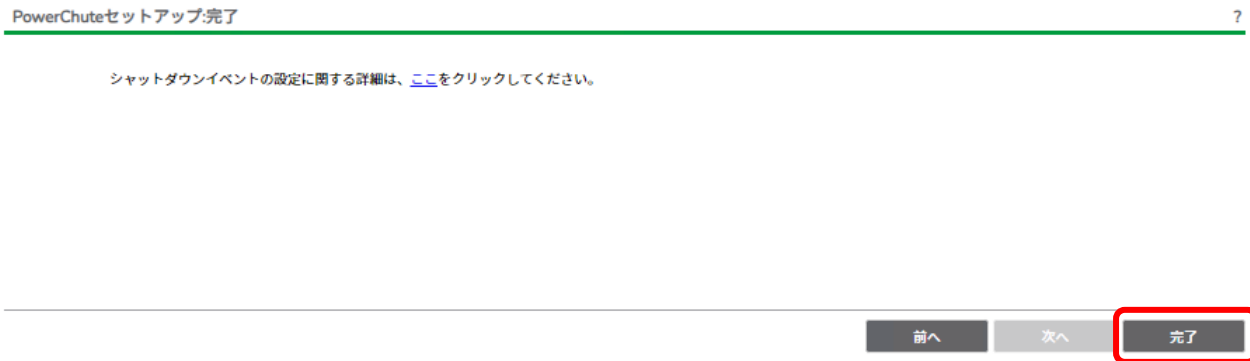 PowerChuteセットアップ:完了
?
シャットダウンイベントの設定に関する詳細は、ここをクリックしてください。
前へ
次へ
完了